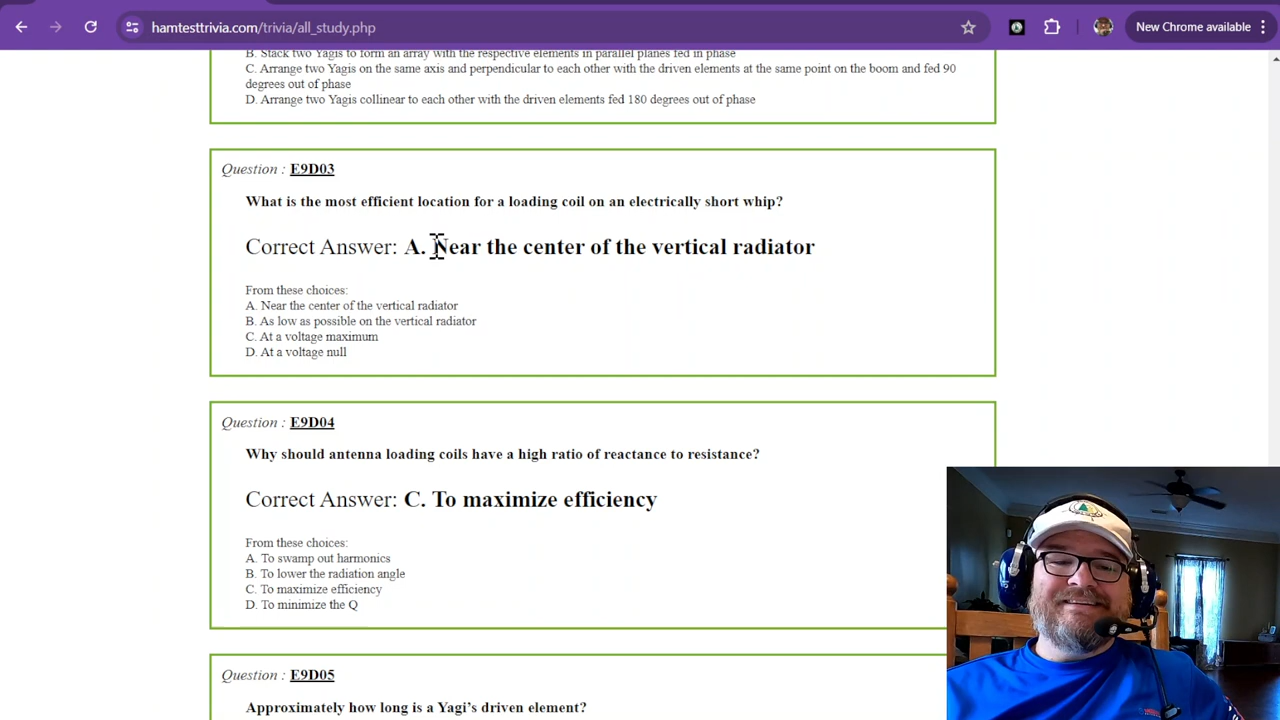 hamtesttrivia.com/trivia/all_study.php
New Chrome available
B. Stack two Yagis to form an array with the respective elements in parallel planes fed in phase
C. Arrange two Yagis on the same axis and perpendicular to each other with the driven elements at the same point on the boom and fed 90
degrees out of phase
D. Arrange two Yagis collinear to each other with the driven elements fed 180 degrees out of phase
Question : E9D03
What is the most efficient location for a loading coil on an electrically short whip?
Correct Answer: A. Near the center of the vertical radiator
From these choices:
A. Near the center of the vertical radiator
B. As low as possible on the vertical radiator
C. At a voltage maximum
D. At a voltage null
Question : E9D04
Why should antenna loading coils have a high ratio of reactance to resistance?
Correct Answer: C. To maximize efficiency
From these choices:
A. To swamp out harmonics
B. To lower the radiation angle
C. To maximize efficiency
D. To minimize the Q
Question : E9D05
Approximately how long is a Yagi’s driven element?